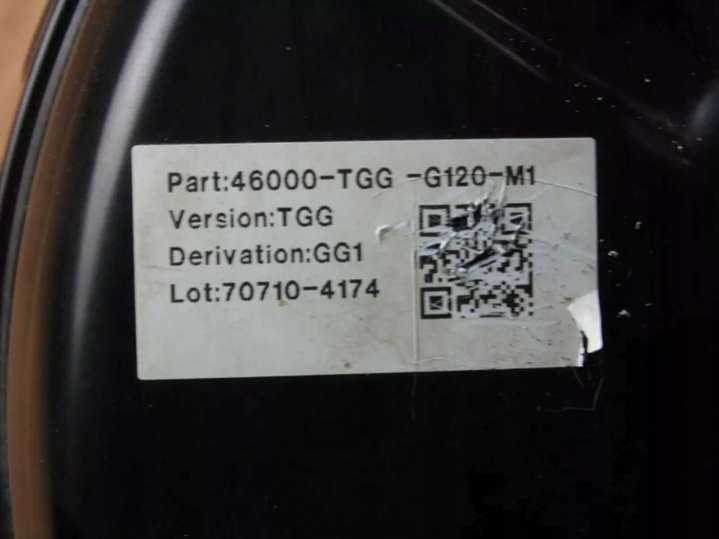 Part:46000-TGG -G120-M1
Version:TGG
Derivation:GG1
Lot:70710-4174